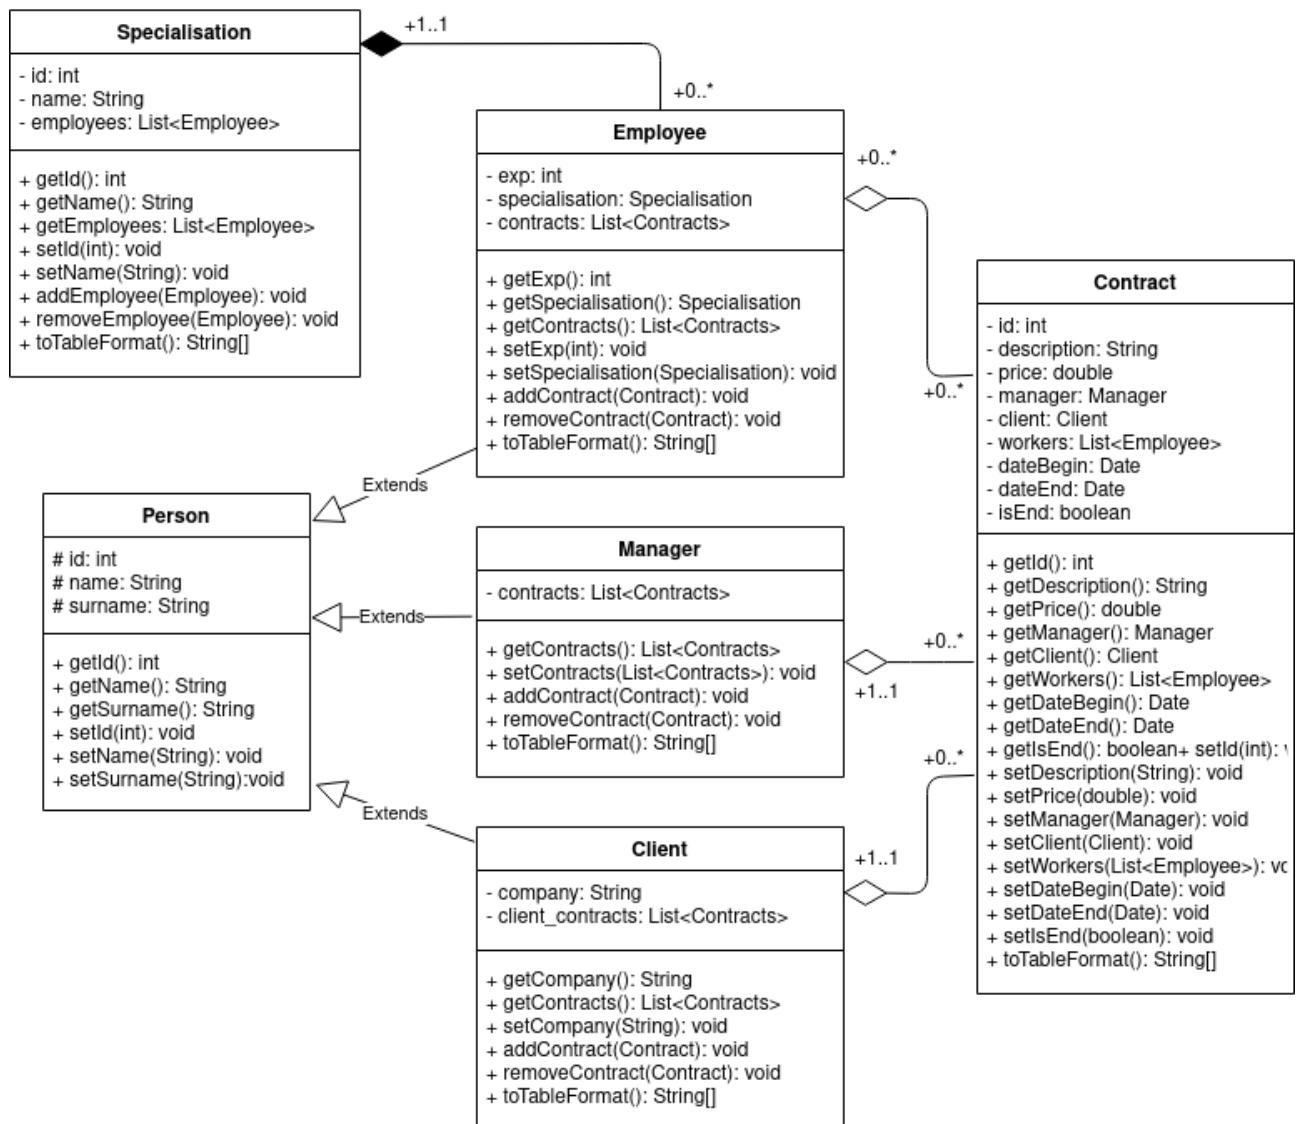 Specialisation
- id: int
- name: String
- employees: List<Employee>
+ getId(): int
+ getName(): String
+ getEmployees: List<Employee>
+ setId(int): void
+ setName(String): void
+ addEmployee(Employee): void
+ removeEmployee(Employee): void
+ toTableFormat(): String[]
+1..1
+0..*
Employee
- exp: int
- specialisation: Specialisation
- contracts: List<Contracts>
+ getExp(): int
+ getSpecialisation(): Specialisation
+ getContracts(): List<Contracts>
+ setExp(int): void
+ setSpecialisation(Specialisation): void
+ addContract(Contract): void
+ removeContract(Contract): void
+ toTableFormat(): String[]
+0..*
+0..*
Extends
Person
# id: int
# name: String
# surname: String
+ getId(): int
+ getName(): String
+ getSurname(): String
+ setId(int): void
+ setName(String): void
+ setSurname(String):void
Extends
Manager
- contracts: List<Contracts>
+ getContracts(): List<Contracts>
+ setContracts(List<Contracts>): void
+ addContract(Contract): void
+ removeContract(Contract): void
+ toTableFormat(): String[]
+0..*
+1..1
Extends
Client
- company: String
- client_contracts: List<Contracts>
+ getCompany(): String
+ getContracts(): List<Contracts>
+ setCompany(String): void
+ addContract(Contract): void
+ removeContract(Contract): void
+ toTableFormat(): String[]
+0..*
+1..1
Contract
- id: int
- description: String
- price: double
- manager: Manager
- client: Client
- workers: List<Employee>
- dateBegin: Date
- dateEnd: Date
- isEnd: boolean
+ getId(): int
+ getDescription(): String
+ getPrice(): double
+ getManager(): Manager
+ getClient(): Client
+ getWorkers(): List<Employee>
+ getDateBegin(): Date
+ getDateEnd(): Date
+ getIsEnd(): boolean+ setId(int):
+ setDescription(String): void
+ setPrice(double): void
+ setManager(Manager): void
+ setClient(Client): void
+ setWorkers(List<Employee>):
+ setDateBegin(Date): void
+ setDateEnd(Date): void
+ setIsEnd(boolean): void
+ toTableFormat(): String[]